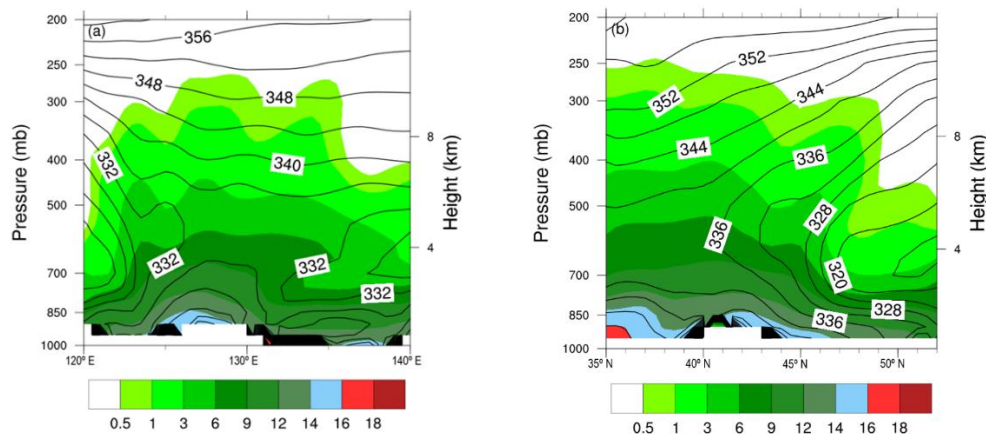 (a)
Pressure (mb)
200
250
300
400
500
700
850
1000
Height (km)
8
4
356
348
348
332
340
332
332
332
120° E
130° E
140° E
0.5 1 3 6 9 12 14 16 18
(b)
Pressure (mb)
200
250
300
400
500
700
850
1000
Height (km)
8
4
352
352
344
344
336
336
328
320
328
336
35° N
40° N
45° N
50° N
0.5 1 3 6 9 12 14 16 18